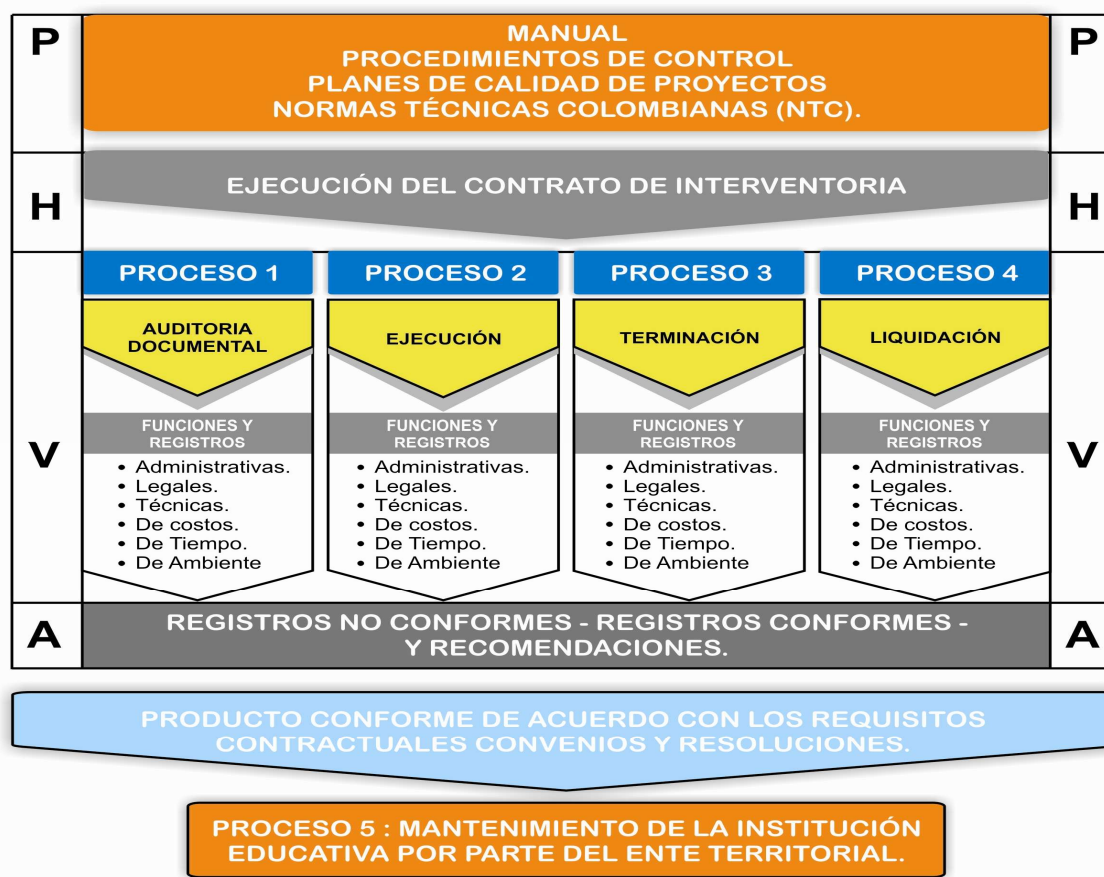 P
MANUAL
PROCEDIMIENTOS DE CONTROL
PLANES DE CALIDAD DE PROYECTOS
NORMAS TÉCNICAS COLOMBIANAS (NTC).
P
H
EJECUCIÓN DEL CONTRATO DE INTERVENTORIA
H
V
PROCESO 1
AUDITORIA
DOCUMENTAL
FUNCIONES Y
REGISTROS
• Administrativas.
• Legales.
• Técnicas.
• De costos.
• De Tiempo.
• De Ambiente
PROCESO 2
EJECUCIÓN
FUNCIONES Y
REGISTROS
• Administrativas.
• Legales.
• Técnicas.
• De costos.
• De Tiempo.
• De Ambiente
PROCESO 3
TERMINACIÓN
FUNCIONES Y
REGISTROS
• Administrativas.
• Legales.
• Técnicas.
• De costos.
• De Tiempo.
• De Ambiente
PROCESO 4
LIQUIDACIÓN
FUNCIONES Y
REGISTROS
• Administrativas.
• Legales.
• Técnicas.
• De costos.
• De Tiempo.
• De Ambiente
V
A
REGISTROS NO CONFORMES - REGISTROS CONFORMES -
Y RECOMENDACIONES.
A
PRODUCTO CONFORME DE ACUERDO CON LOS REQUISITOS
CONTRACTUALES CONVENIOS Y RESOLUCIONES.
PROCESO 5 : MANTENIMIENTO DE LA INSTITUCIÓN
EDUCATIVA POR PARTE DEL ENTE TERRITORIAL.